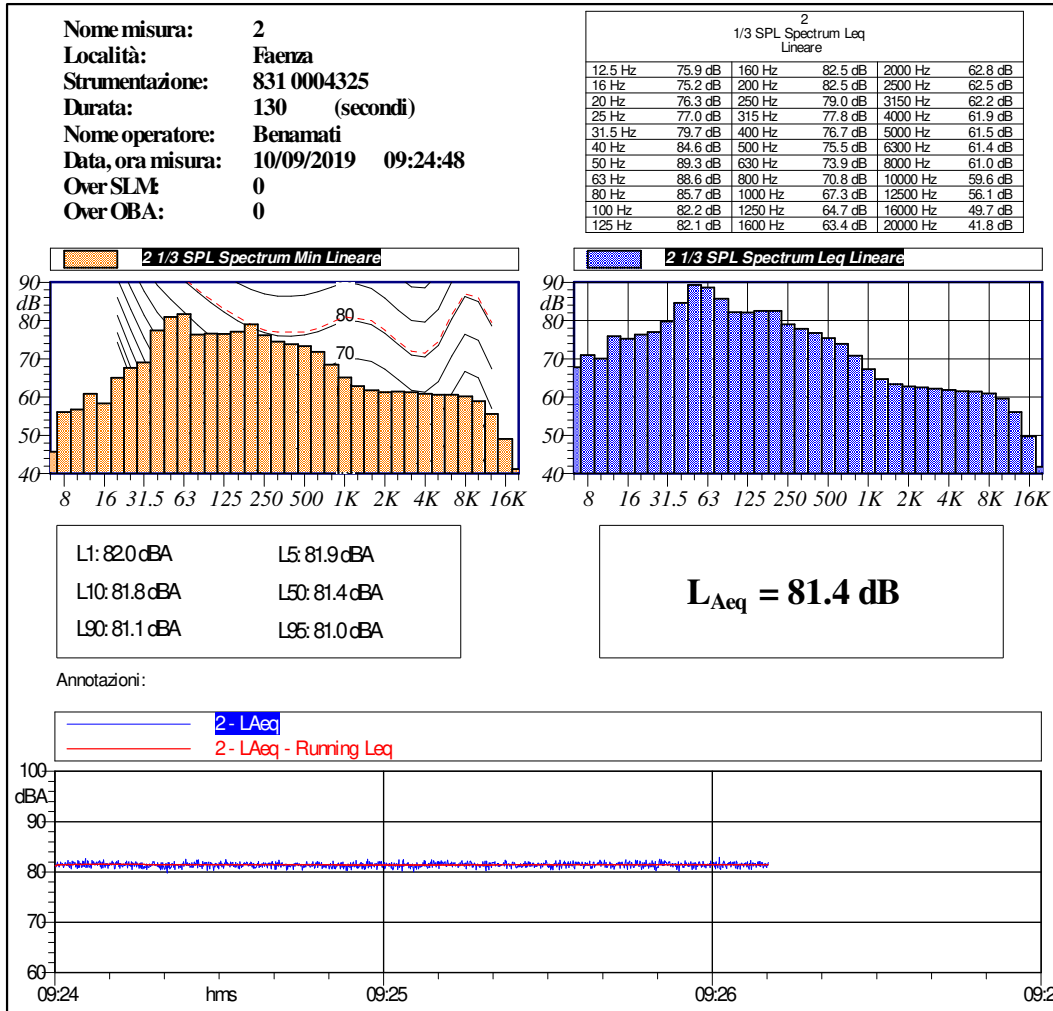 Nome misura: 2
Località: Faenza
Strumentazione: 831 0004325
Durata: 130 (secondi)
Nome operatore: Benamati
Data, ora misura: 10/09/2019 09:24:48
Over SLM: 0
Over OBA: 0
2
1/3 SPL Spectrum Leq
Lineare
12.5 Hz 75.9 dB 160 Hz 82.5 dB 2000 Hz 62.8 dB
16 Hz 75.2 dB 200 Hz 82.5 dB 2500 Hz 62.5 dB
20 Hz 76.3 dB 250 Hz 79.0 dB 3150 Hz 62.2 dB
25 Hz 77.0 dB 315 Hz 77.8 dB 4000 Hz 61.9 dB
31.5 Hz 79.7 dB 400 Hz 76.7 dB 5000 Hz 61.5 dB
40 Hz 84.6 dB 500 Hz 75.5 dB 6300 Hz 61.4 dB
50 Hz 89.3 dB 630 Hz 73.9 dB 8000 Hz 61.0 dB
63 Hz 88.6 dB 800 Hz 70.8 dB 10000 Hz 59.6 dB
80 Hz 85.7 dB 1000 Hz 67.3 dB 12500 Hz 56.1 dB
100 Hz 82.2 dB 1250 Hz 64.7 dB 16000 Hz 49.7 dB
125 Hz 82.1 dB 1600 Hz 63.4 dB 20000 Hz 41.8 dB
2 1/3 SPL Spectrum Min Lineare
90
dB
80
70
60
50
40
80
70
8 16 31.5 63 125 250 500 1K 2K 4K 8K 16K
2 1/3 SPL Spectrum Leq Lineare
90
dB
80
70
60
50
40
8 16 31.5 63 125 250 500 1K 2K 4K 8K 16K
L1: 82.0 dBA L5: 81.9 dBA
L10: 81.8 dBA L50: 81.4 dBA
L90: 81.1 dBA L95: 81.0 dBA
LAeq = 81.4 dB
Annotazioni:
2 - LAeq
2 - LAeq - Running Leq
100
dBA
90
80
70
60
09:24 hms 09:25 09:26 09:2